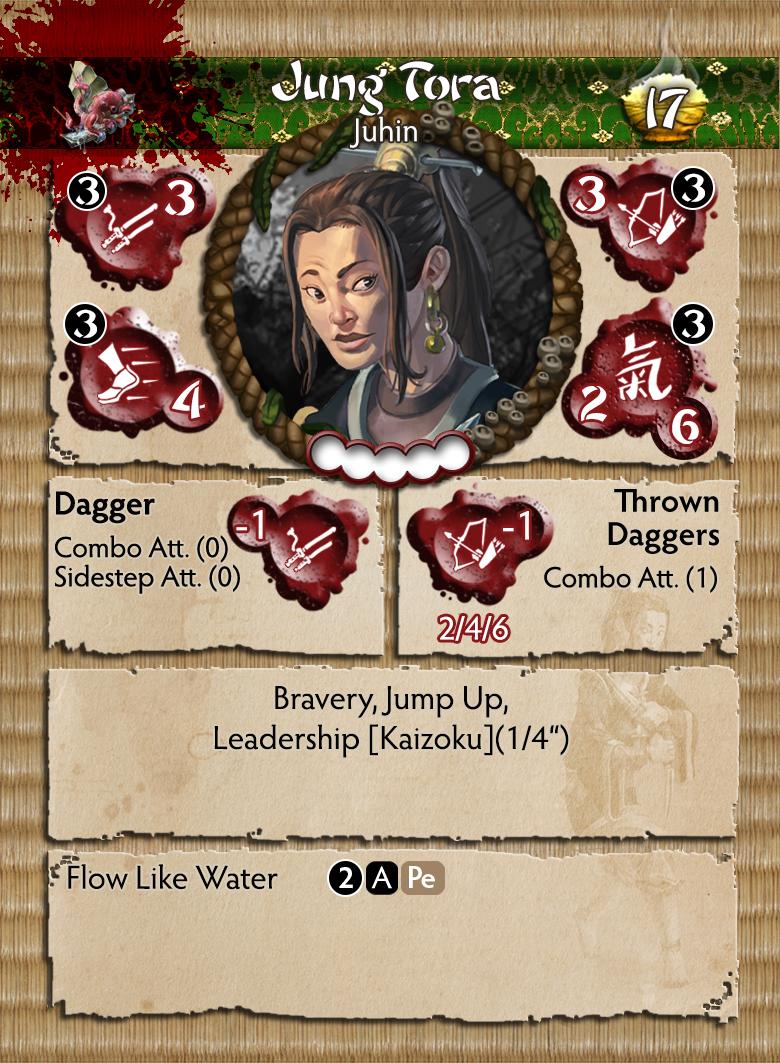 Jung Tora
17
Juhin
3 3
3 3
3 4
3
氣
2 6
Dagger
-1
Combo Att. (0)
Sidestep Att. (0)
-1
Thrown
Daggers
Combo Att. (1)
2/4/6
Bravery, Jump Up,
Leadership [Kaizoku](1/4“)
Flow Like Water 2 A Pe